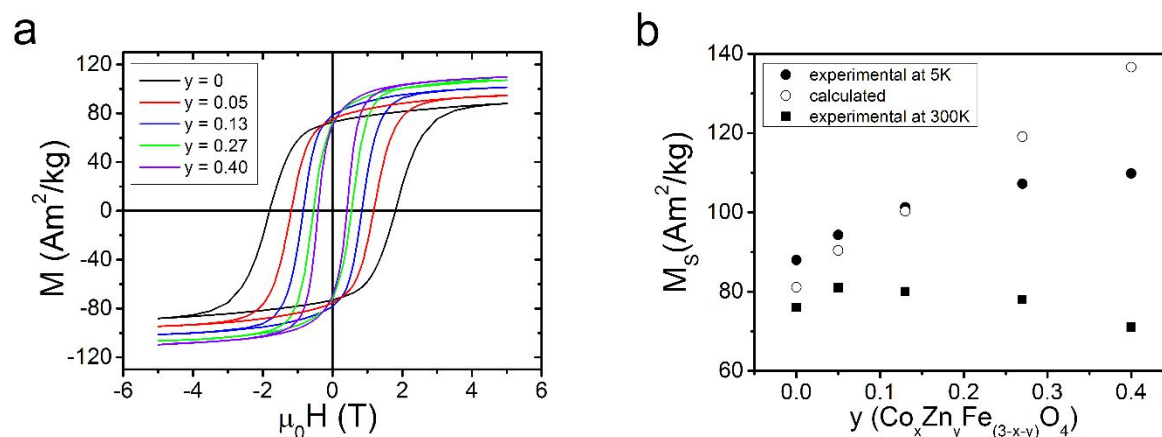 a
M (Am²/kg)
120
80
40
0
-40
-80
-120
y = 0
y = 0.05
y = 0.13
y = 0.27
y = 0.40
-6 -4 -2 0 2 4 6
μ₀H (T)
b
M_S(Am²/kg)
140
120
100
80
60
experimental at 5K
calculated
experimental at 300K
0.0 0.1 0.2 0.3 0.4
y (CoₓZnᵧFe₍₃₋ₓ₋ᵧ₎O₄)